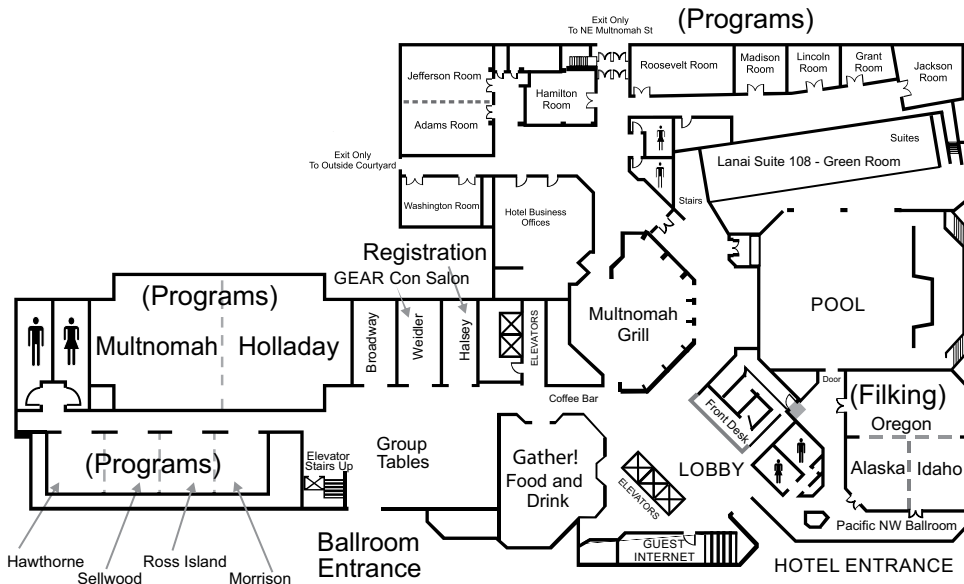 (Programs)
Exit Only
To NE Multnomah St
Jefferson Room
Adams Room
Hamilton
Room
Roosevelt Room
Madison
Room
Lincoln
Room
Grant
Room
Jackson
Room
Suites
Lanai Suite 108 - Green Room
Exit Only
To Outside Courtyard
Washington Room
Hotel Business
Offices
Stairs
Registration
GEAR Con Salon
(Programs)
Multnomah
Holladay
Broadway
Weidler
Halsey
ELEVATORS
Multnomah
Grill
POOL
Coffee Bar
Door
(Filking)
Oregon
Alaska
Idaho
Pacific NW Ballroom
Front Desk
LOBBY
(Programs)
Elevator
Stairs Up
Group
Tables
Gather!
Food and
Drink
ELEVATORS
GUEST
INTERNET
Hawthorne
Sellwood
Ross Island
Morrison
Ballroom
Entrance
HOTEL ENTRANCE